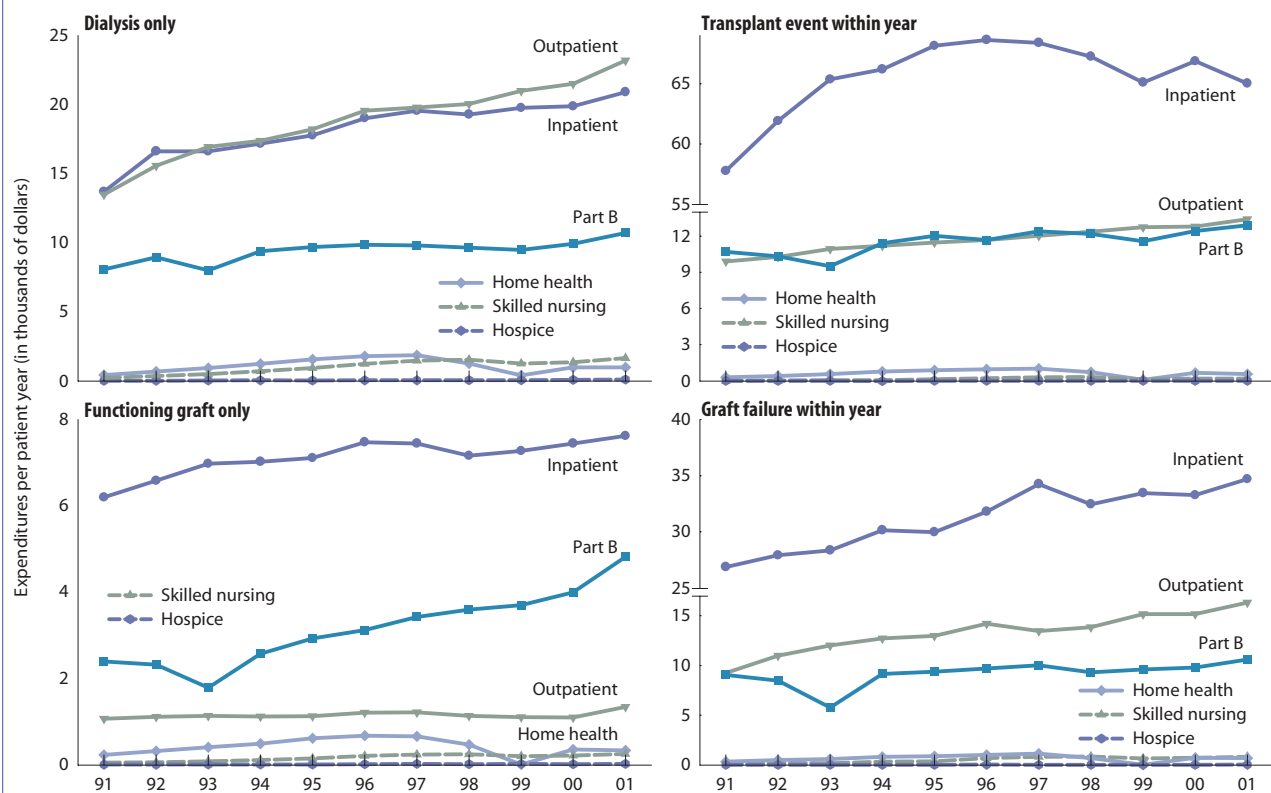 Expenditures per patient year (in thousands of dollars)
Dialysis only
25
20
15
10
5
0
Outpatient
Inpatient
Part B
Home health
Skilled nursing
Hospice
Transplant event within year
65
60
55
12
9
6
3
0
Inpatient
Outpatient
Part B
Home health
Skilled nursing
Hospice
Functioning graft only
8
6
4
2
0
Inpatient
Part B
Skilled nursing
Hospice
Outpatient
Home health
91 92 93 94 95 96 97 98 99 00 01
Graft failure within year
40
35
30
25
15
10
5
0
Inpatient
Outpatient
Part B
Home health
Skilled nursing
Hospice
91 92 93 94 95 96 97 98 99 00 01